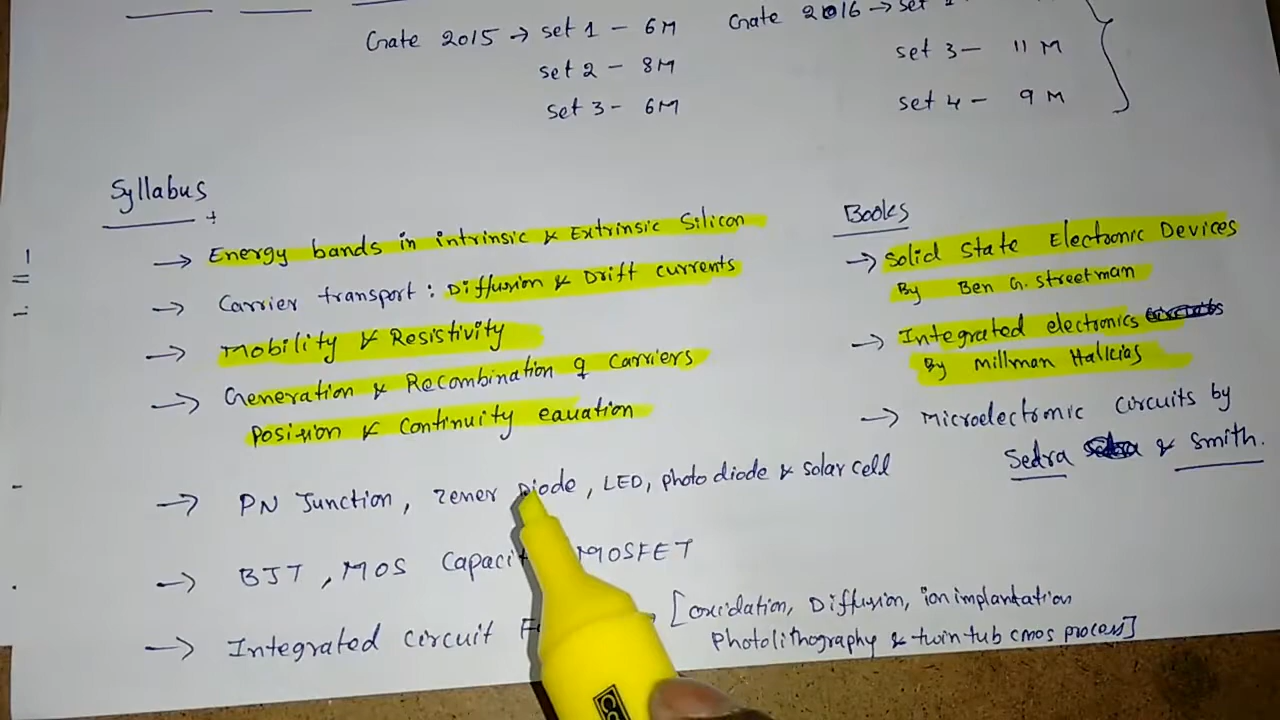 Gate 2015 → set 1 - 6M
set 2 - 8M
set 3 - 6M
Gate 2016 → set
set 3 - 11 M
set 4 - 9 M
Syllabus
→ Energy bands in intrinsic & Extrinsic Silicon
→ Carrier transport : Diffusion & Drift currents
→ Mobility & Resistivity
→ Generation & Recombination of Carriers
Continuity eauation
→ PN Junction, Zener Diode, LED, photo diode & solar cell
→ BJT, MOS MOSFET
→ Integrated circuit [oxidation, Diffusion, ion implantation
Photolithography & twin tub cmos process]
Books
→ Solid State Electronic Devices
By Ben G. Streetman
→ Integrated electronics
By Millman Halkias
→ Microelectronic Circuits by
Sedra & Smith.